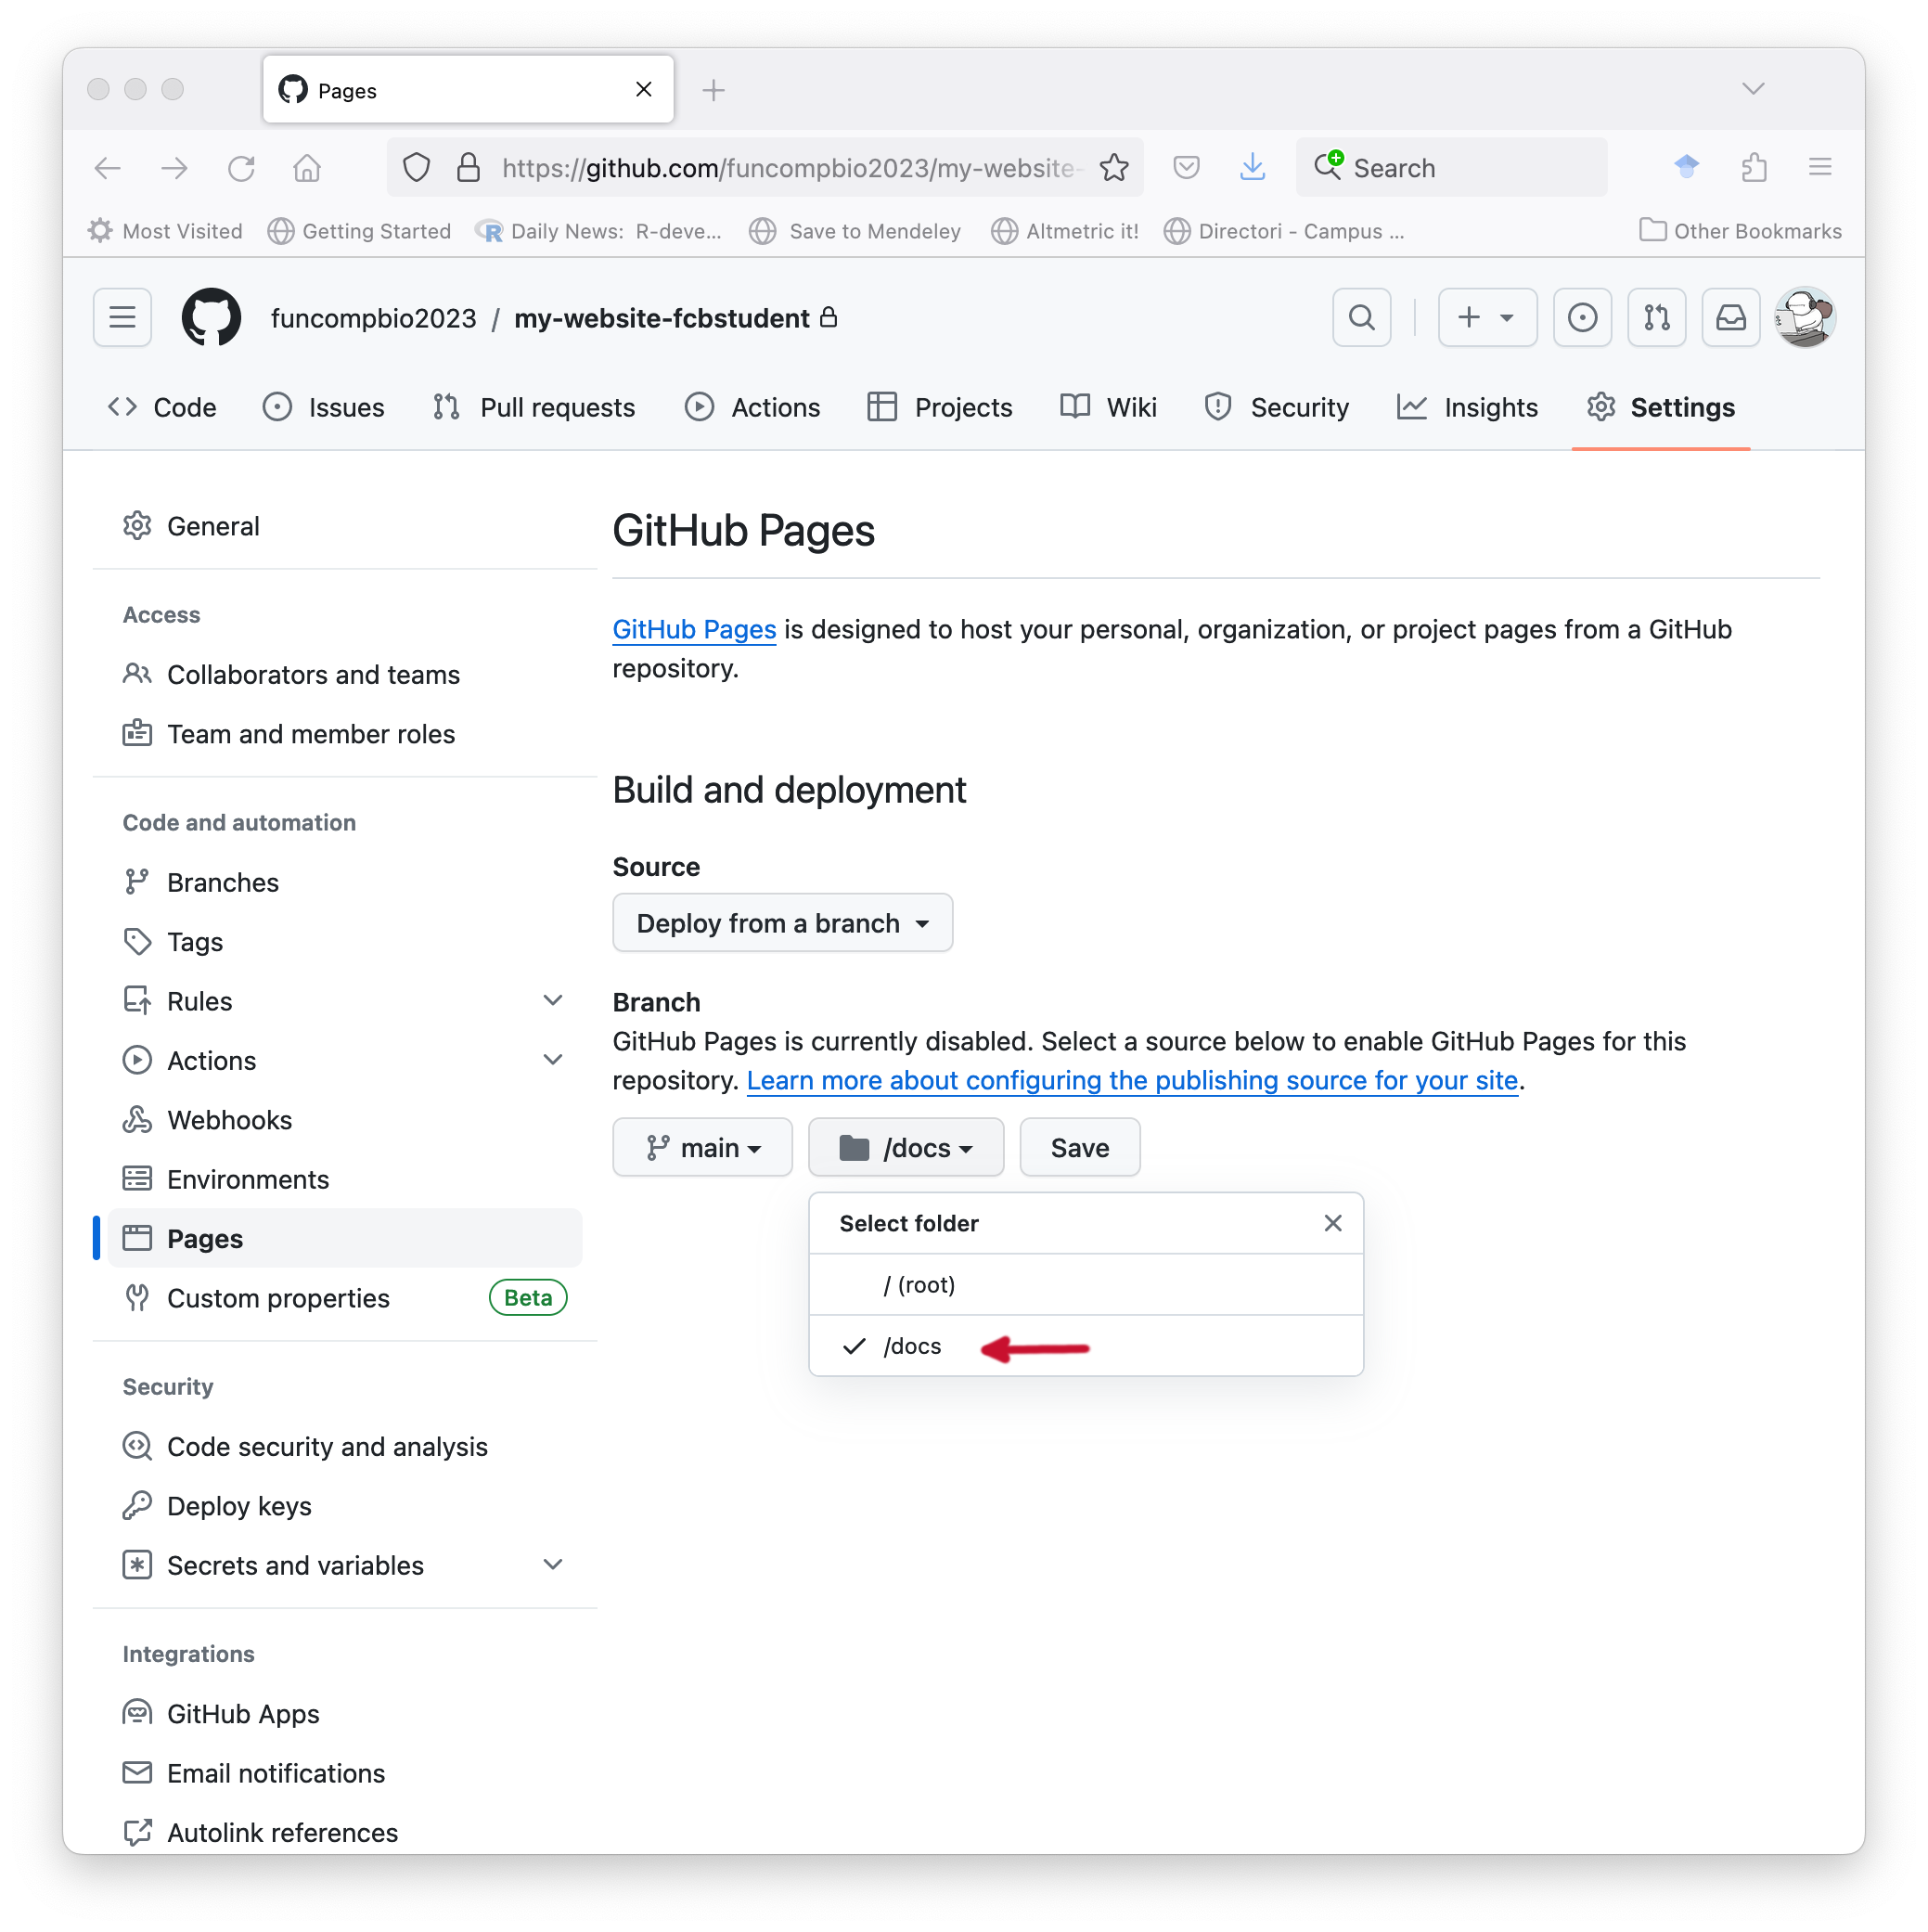 Pages
https://github.com/funcompbio2023/my-website-
Search
Most Visited
Getting Started
Daily News: R-deve...
Save to Mendeley
Altmetric it!
Directori - Campus ...
Other Bookmarks
funcompbio2023 / my-website-fcbstudent
Code
Issues
Pull requests
Actions
Projects
Wiki
Security
Insights
Settings
General
Access
Collaborators and teams
Team and member roles
Code and automation
Branches
Tags
Rules
Actions
Webhooks
Environments
Pages
Custom properties
Beta
Security
Code security and analysis
Deploy keys
Secrets and variables
Integrations
GitHub Apps
Email notifications
Autolink references
GitHub Pages
GitHub Pages is designed to host your personal, organization, or project pages from a GitHub
repository.
Build and deployment
Source
Deploy from a branch
Branch
GitHub Pages is currently disabled. Select a source below to enable GitHub Pages for this
repository. Learn more about configuring the publishing source for your site.
main
/docs
Save
Select folder
/ (root)
/docs